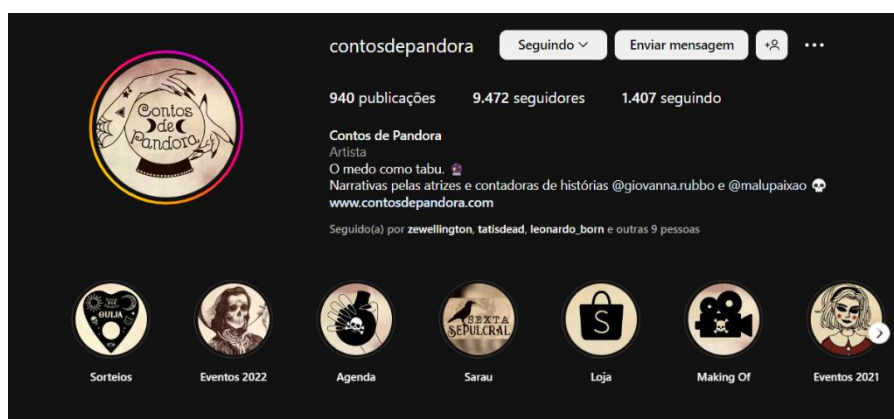 contosdepandora Seguindo Enviar mensagem
940 publicações 9.472 seguidores 1.407 seguindo
Contos de Pandora
Artista
O medo como tabu. 🔮
Narrativas pelas atrizes e contadoras de histórias @giovanna.rubbo e @malupaixao 💀
www.contosdepandora.com
Seguido(a) por zewellington, tatisdead, leonardo_born e outras 9 pessoas
Contos
de
Pandora
OUIJA
SEXTA
SEPULCRAL
S
Sorteios Eventos 2022 Agenda Sarau Loja Making Of Eventos 2021